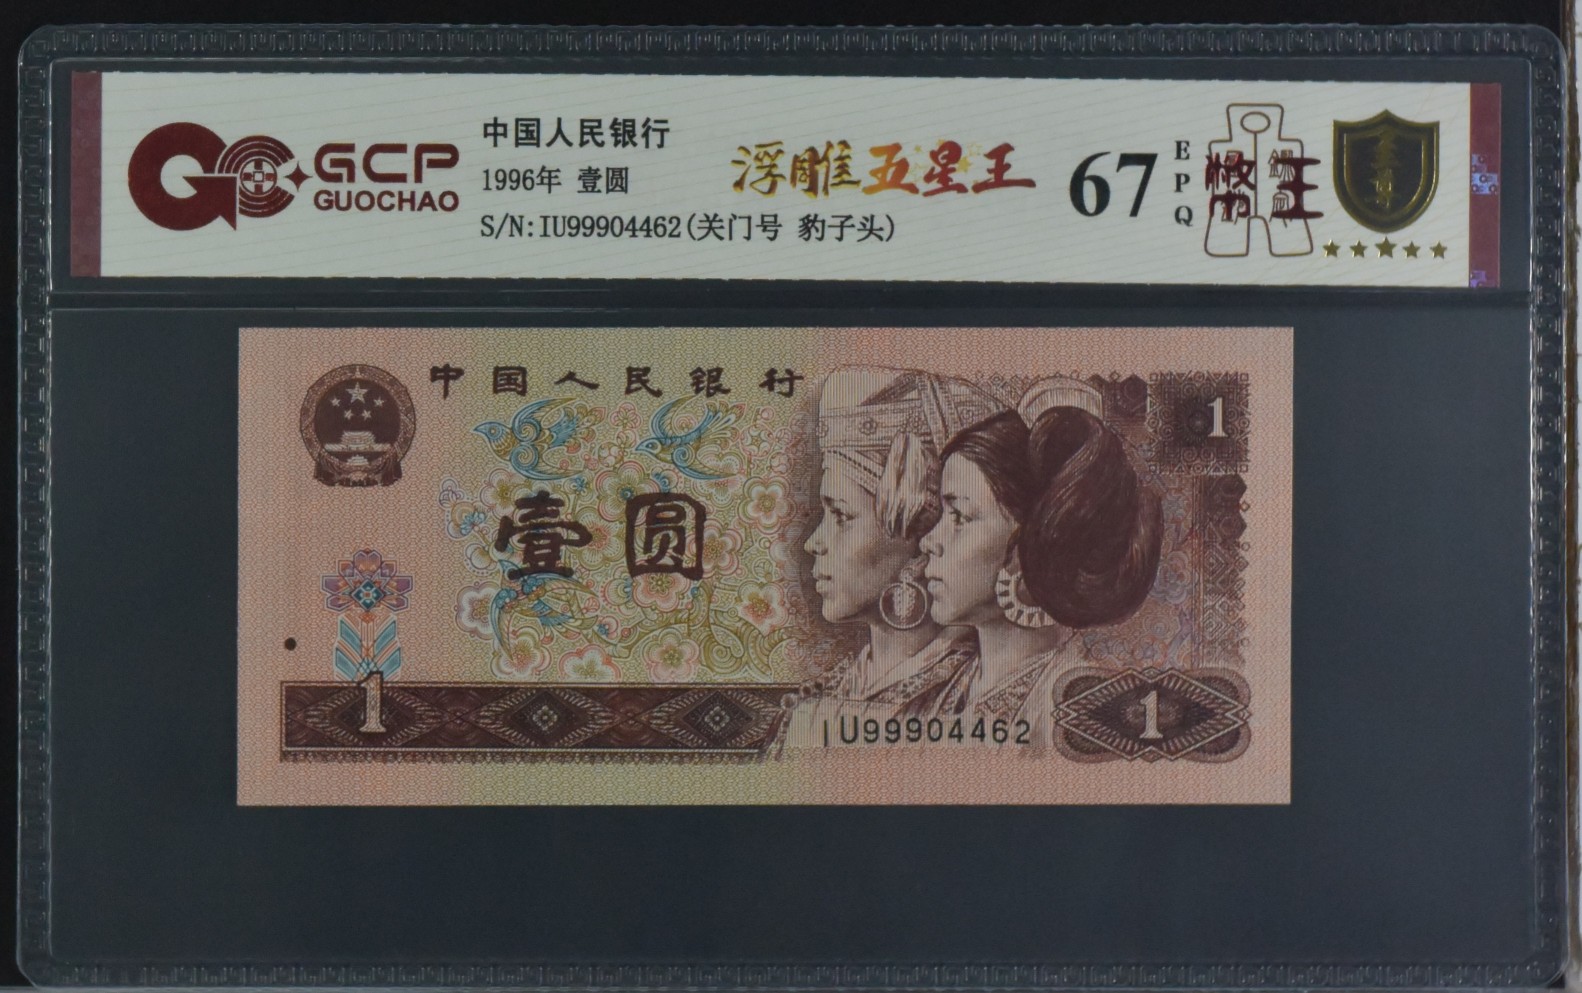 GCP
GUOCHAO
中国人民银行
1996年 壹圆
S/N:IU99904462(关门号 豹子头)
浮雕五星王
67
EPQ
中国人民银行
1
壹圆
1
IU99904462
1